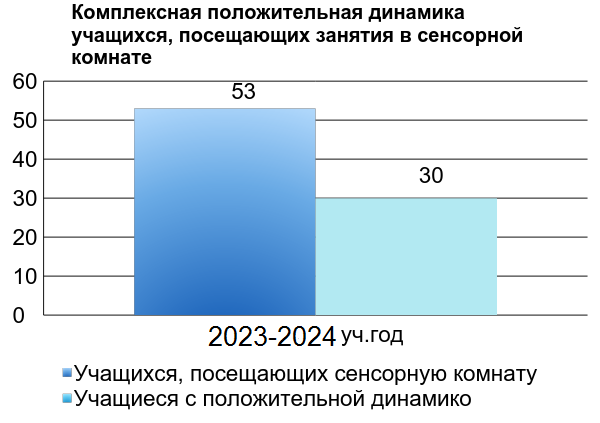 Комплексная положительная динамика
учащихся, посещающих занятия в сенсорной
комнате
60
53
50
40
30
30
20
10
0
2023-2024 уч.год
Учащихся, посещающих сенсорную комнату
Учащиеся с положительной динамико